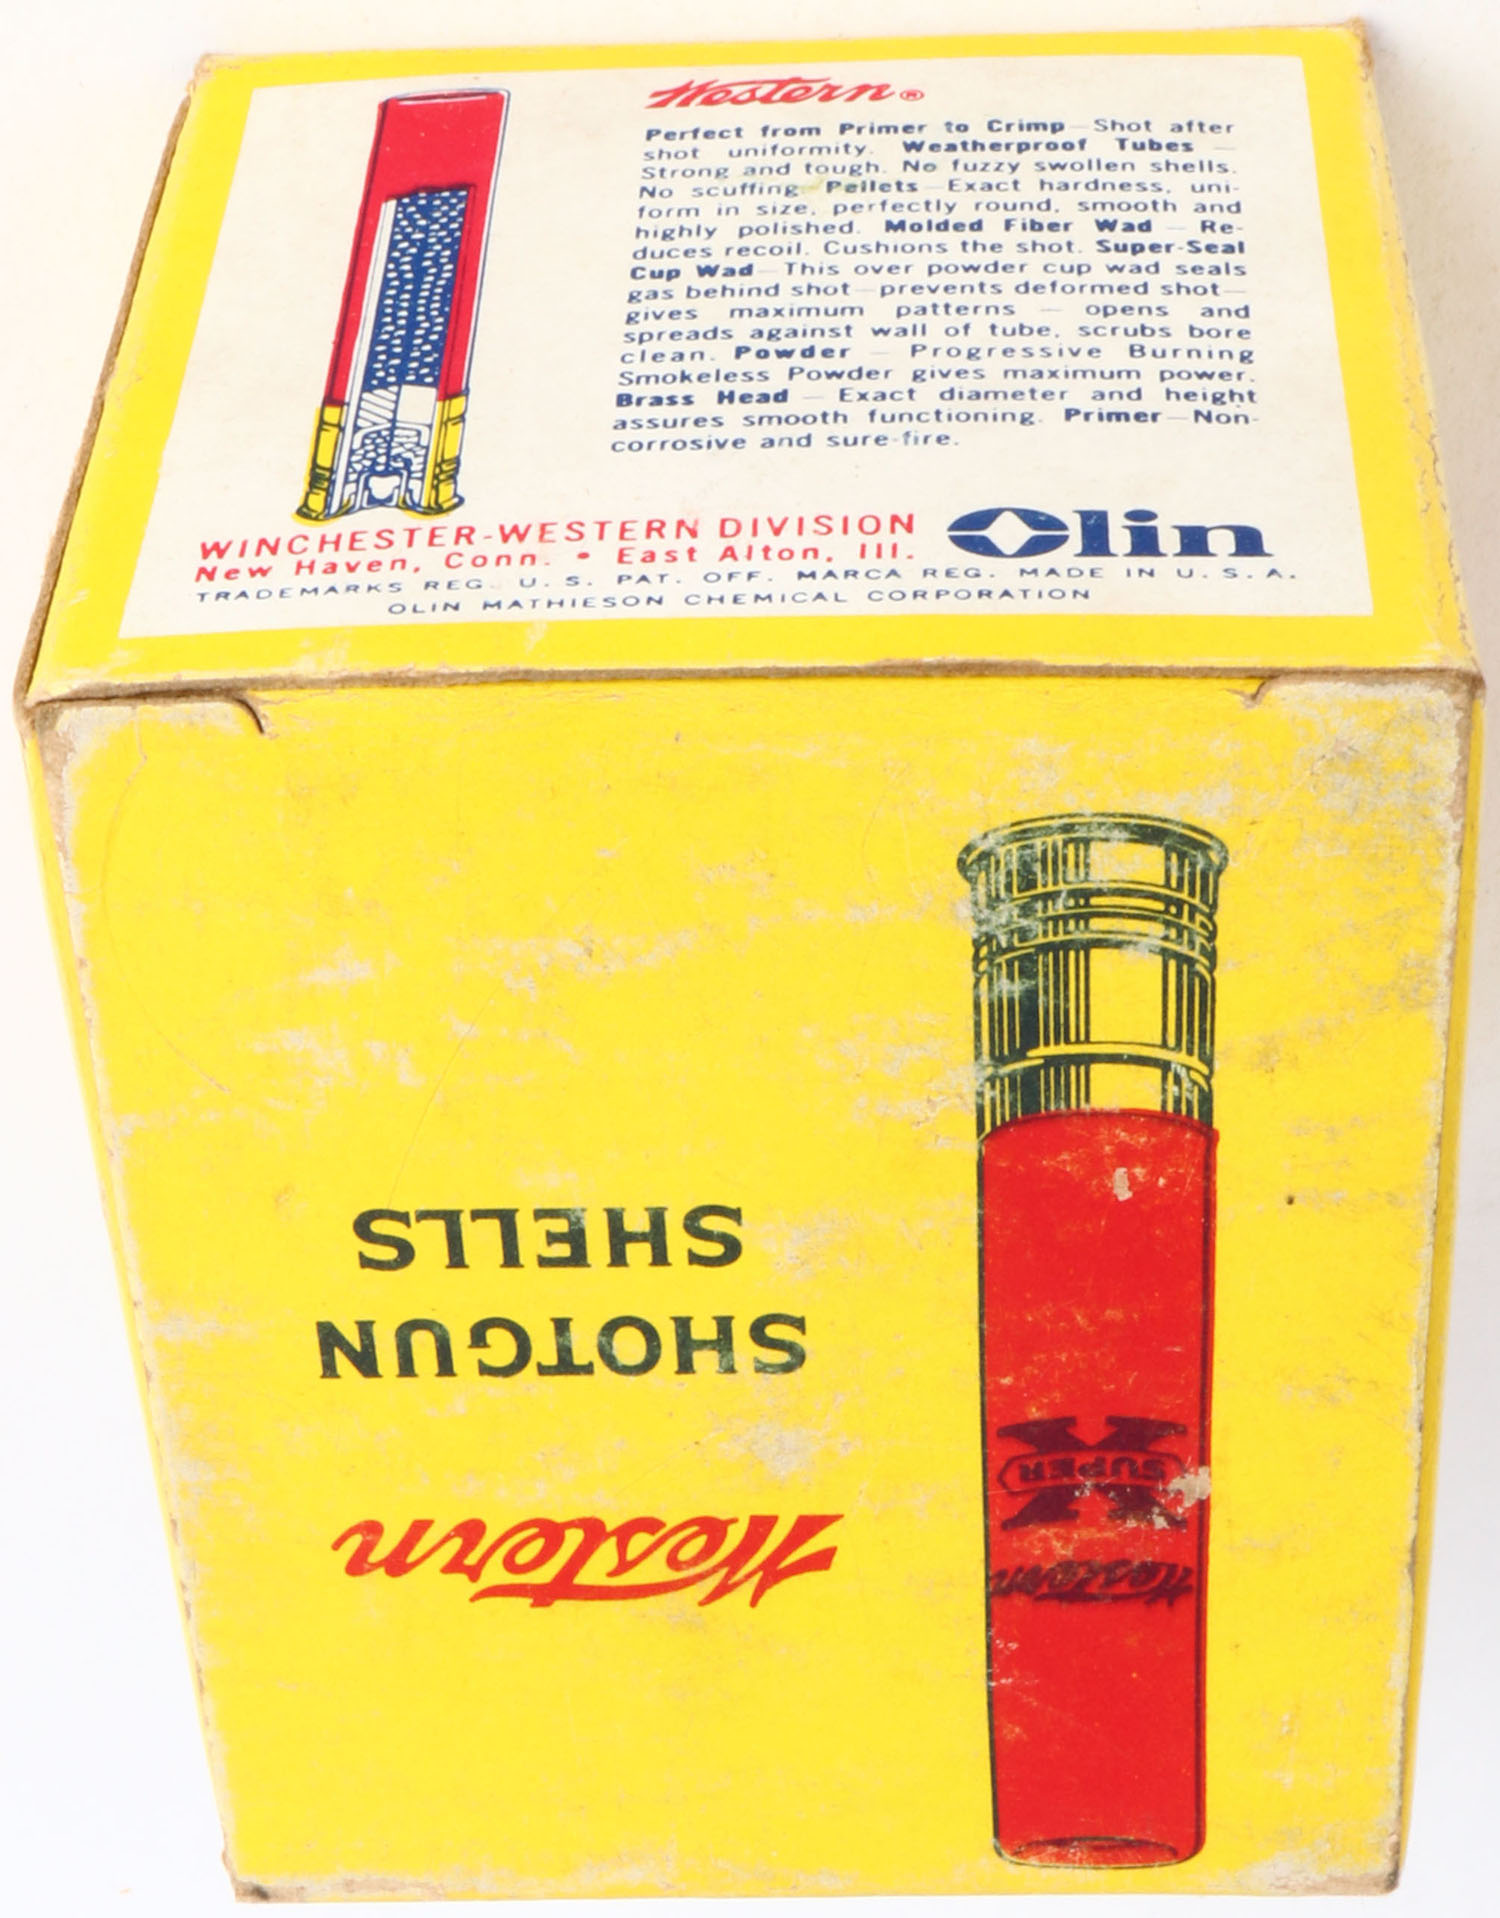 Western®
Perfect from Primer to Crimp—Shot after
shot uniformity. Weatherproof Tubes —
Strong and tough. No fuzzy swollen shells.
No scuffing. Pellets—Exact hardness, uni-
form in size, perfectly round, smooth and
highly polished. Molded Fiber Wad — Re-
duces recoil. Cushions the shot. Super-Seal
Cup Wad—This over powder cup wad seals
gas behind shot—prevents deformed shot—
gives maximum patterns — opens and
spreads against wall of tube, scrubs bore
clean. Powder — Progressive Burning
Smokeless Powder gives maximum power.
Brass Head — Exact diameter and height
assures smooth functioning. Primer—Non-
corrosive and sure-fire.
WINCHESTER-WESTERN DIVISION
New Haven, Conn. • East Alton, Ill.
Olin
TRADEMARKS REG. U. S. PAT. OFF. MARCA REG. MADE IN U. S. A.
OLIN MATHIESON CHEMICAL CORPORATION
Western
SHOTGUN
SHELLS
Western
SUPER
X